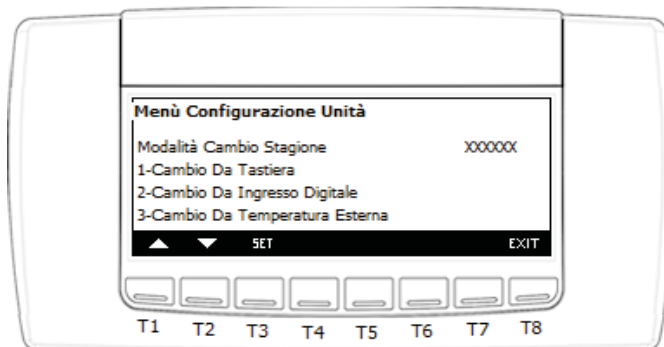 Menù Configurazione Unità
Modalità Cambio Stagione XXXXXX
1-Cambio Da Tastiera
2-Cambio Da Ingresso Digitale
3-Cambio Da Temperatura Esterna
SET EXIT
T1 T2 T3 T4 T5 T6 T7 T8